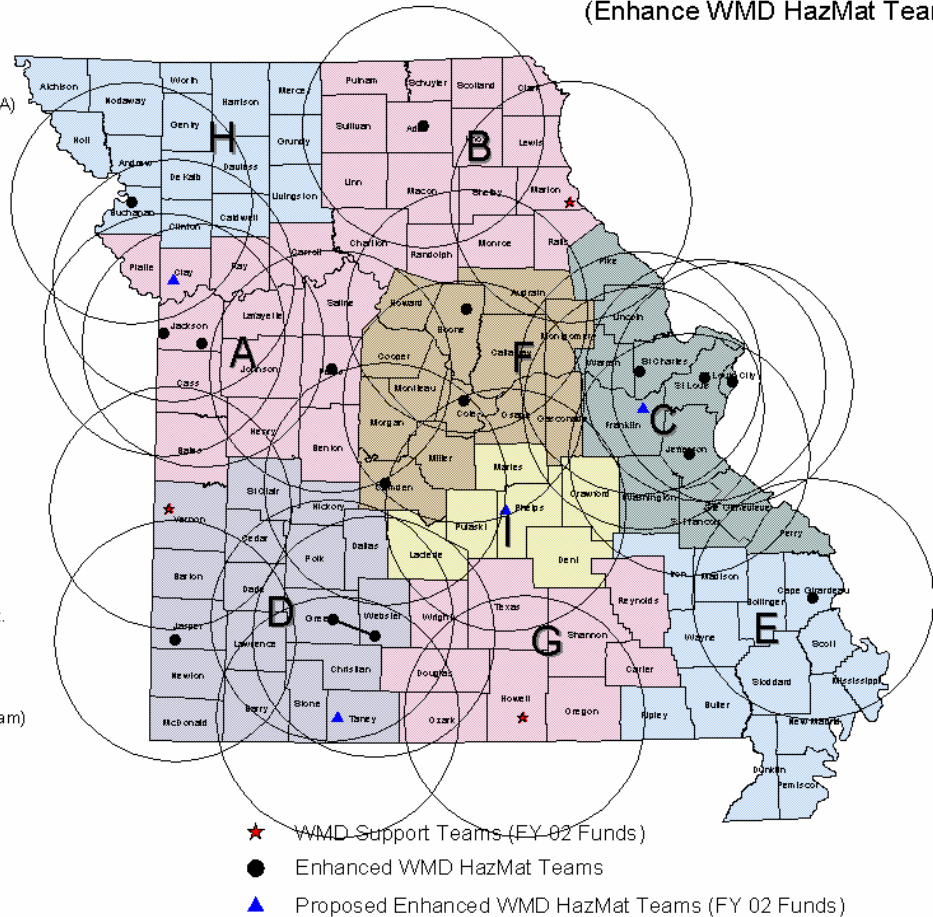 (Enhance WMD HazMat Tea
Putnam Schuyler Scotland Clark
Atchison Nodaway Worth Harrison Mercer
A)
Sullivan Lewis
Holt Gentry Grundy
H B
Andrew De Kalb Daviess
Linn Macon Shelby Marion
Livingston
Buchanan Clinton Caldwell
Chariton Randolph Monroe Ralls
Platte Clay Ray Carroll
Pike
Saline Howard Audrain
Lafayette Boone Lincoln
Jackson Montgomery
A Johnson Cooper Callaway F Warren St Charles
Cass Moniteau St Louis City
Cole Osage Gasconade Franklin C
Henry Morgan
Bates Benton Miller Jefferson
Maries
St Clair Crawford Washington
Hickory Camden Ste Genevieve
Vernon Pulaski Phelps St Francois
I Perry
Cedar Polk Dallas Laclede Dent
Barton Iron Madison
Dade Bollinger Cape Girardeau
D Greene Webster Wright Texas Reynolds
Jasper Lawrence G Shannon Wayne E Scott
Christian Carter
Newton Douglas Stoddard Mississippi
Barry Stone Howell Butler
McDonald Taney Ozark Oregon Ripley New Madrid
am)
Dunklin
Pemiscot
WMD Support Teams (FY 02 Funds)
Enhanced WMD HazMat Teams
Proposed Enhanced WMD HazMat Teams (FY 02 Funds)